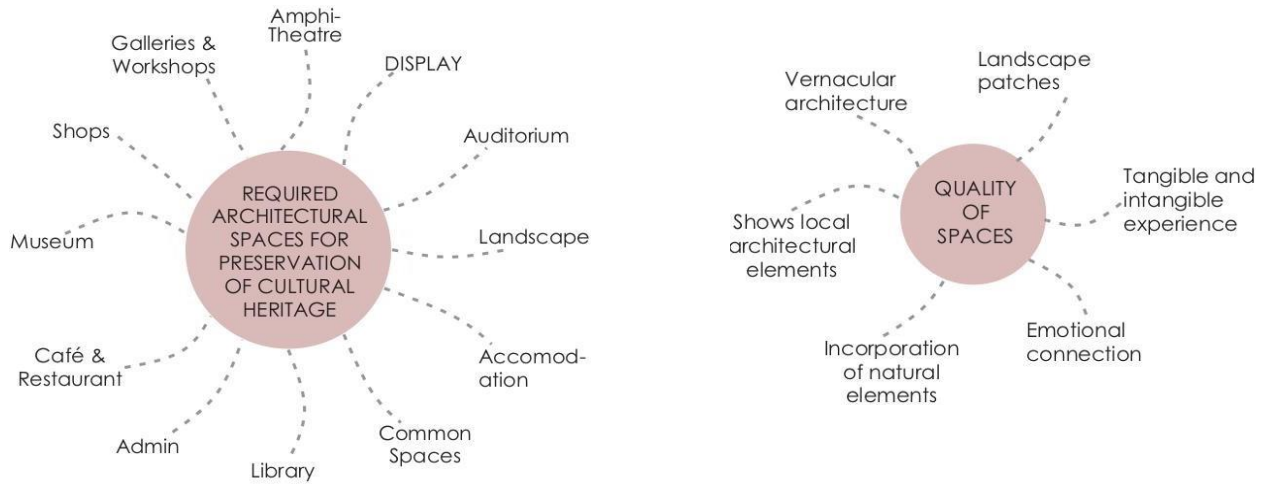 Amphi-
Theatre
Galleries &
Workshops
DISPLAY
Shops
Auditorium
REQUIRED
ARCHITECTURAL
SPACES FOR
PRESERVATION
OF CULTURAL
HERITAGE
Museum
Landscape
Café &
Restaurant
Accomod-
ation
Admin
Common
Spaces
Library
Landscape
patches
Vernacular
architecture
Tangible and
intangible
experience
QUALITY
OF
SPACES
Shows local
architectural
elements
Emotional
connection
Incorporation
of natural
elements